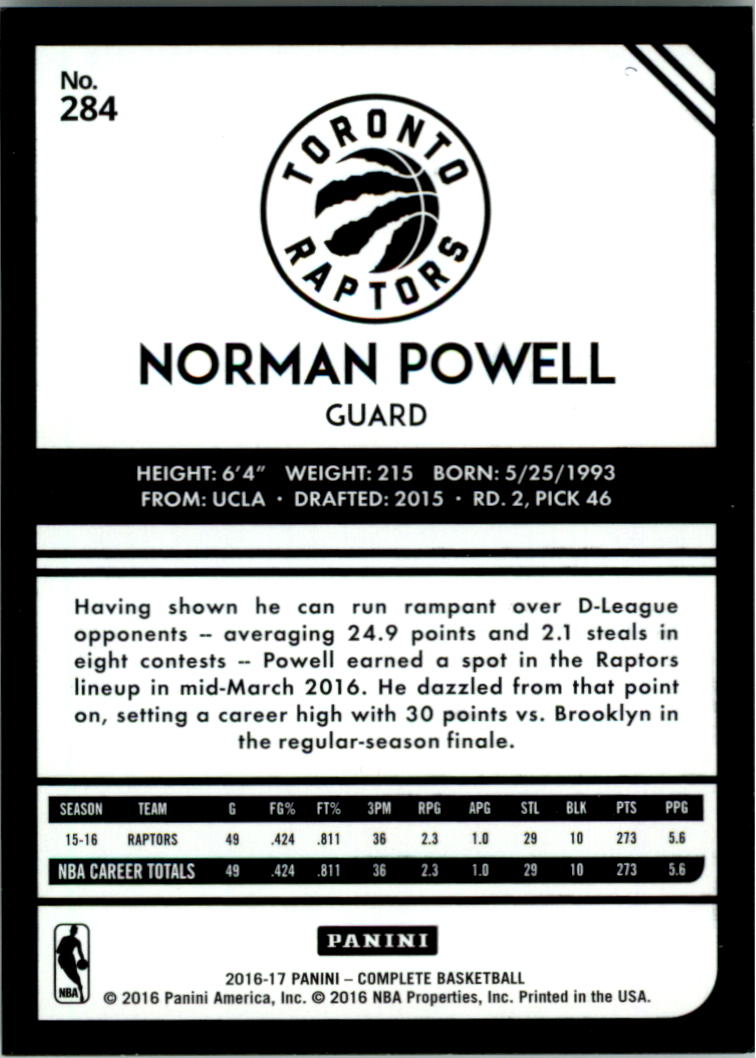 No.
284
TORONTO
RAPTORS
NORMAN POWELL
GUARD
HEIGHT: 6'4" WEIGHT: 215 BORN: 5/25/1993
FROM: UCLA · DRAFTED: 2015 · RD. 2, PICK 46
Having shown he can run rampant over D-League
opponents -- averaging 24.9 points and 2.1 steals in
eight contests -- Powell earned a spot in the Raptors
lineup in mid-March 2016. He dazzled from that point
on, setting a career high with 30 points vs. Brooklyn in
the regular-season finale.
SEASON TEAM G FG% FT% 3PM RPG APG STL BLK PTS PPG
15-16 RAPTORS 49 .424 .811 36 2.3 1.0 29 10 273 5.6
NBA CAREER TOTALS 49 .424 .811 36 2.3 1.0 29 10 273 5.6
PANINI
NBA
2016-17 PANINI – COMPLETE BASKETBALL
© 2016 Panini America, Inc. © 2016 NBA Properties, Inc. Printed in the USA.